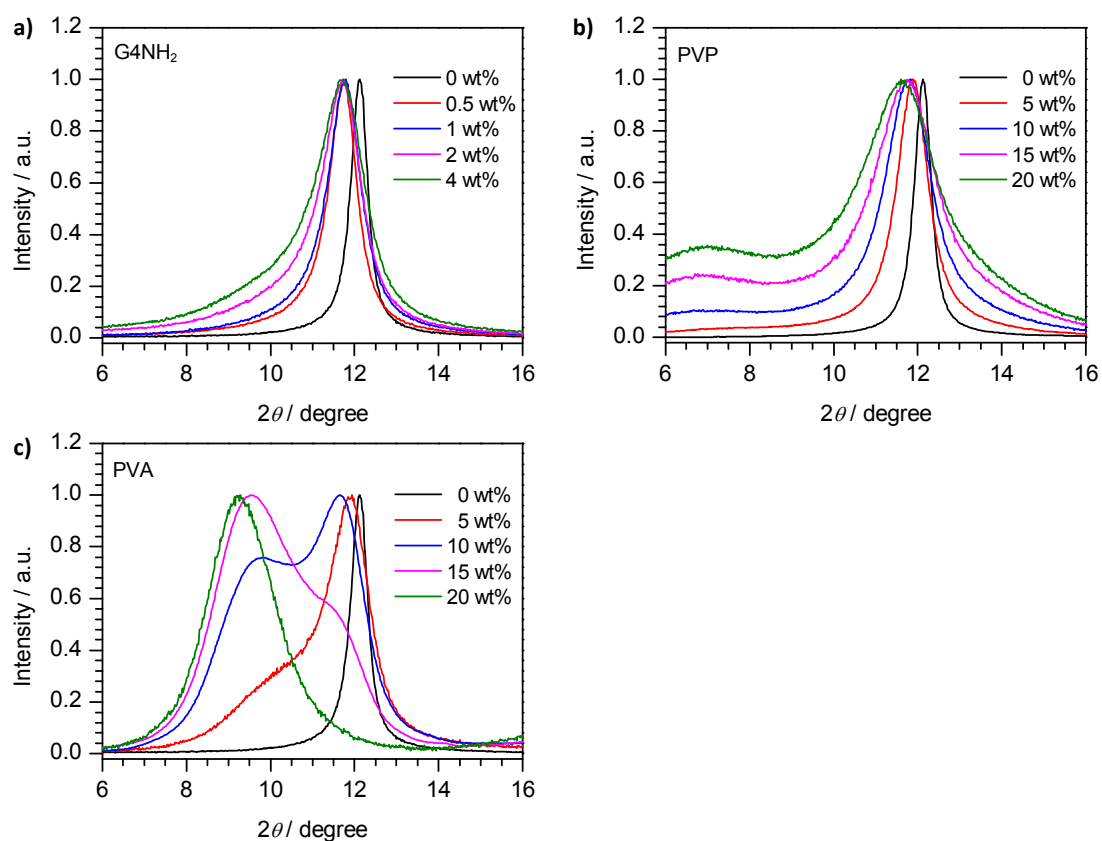 a)
G4NH₂
0 wt%
0.5 wt%
1 wt%
2 wt%
4 wt%
1.2
1.0
0.8
0.6
0.4
0.2
0.0
Intensity / a.u.
6 8 10 12 14 16
2θ / degree
b)
PVP
0 wt%
5 wt%
10 wt%
15 wt%
20 wt%
1.2
1.0
0.8
0.6
0.4
0.2
0.0
Intensity / a.u.
6 8 10 12 14 16
2θ / degree
c)
PVA
0 wt%
5 wt%
10 wt%
15 wt%
20 wt%
1.2
1.0
0.8
0.6
0.4
0.2
0.0
Intensity / a.u.
6 8 10 12 14 16
2θ / degree